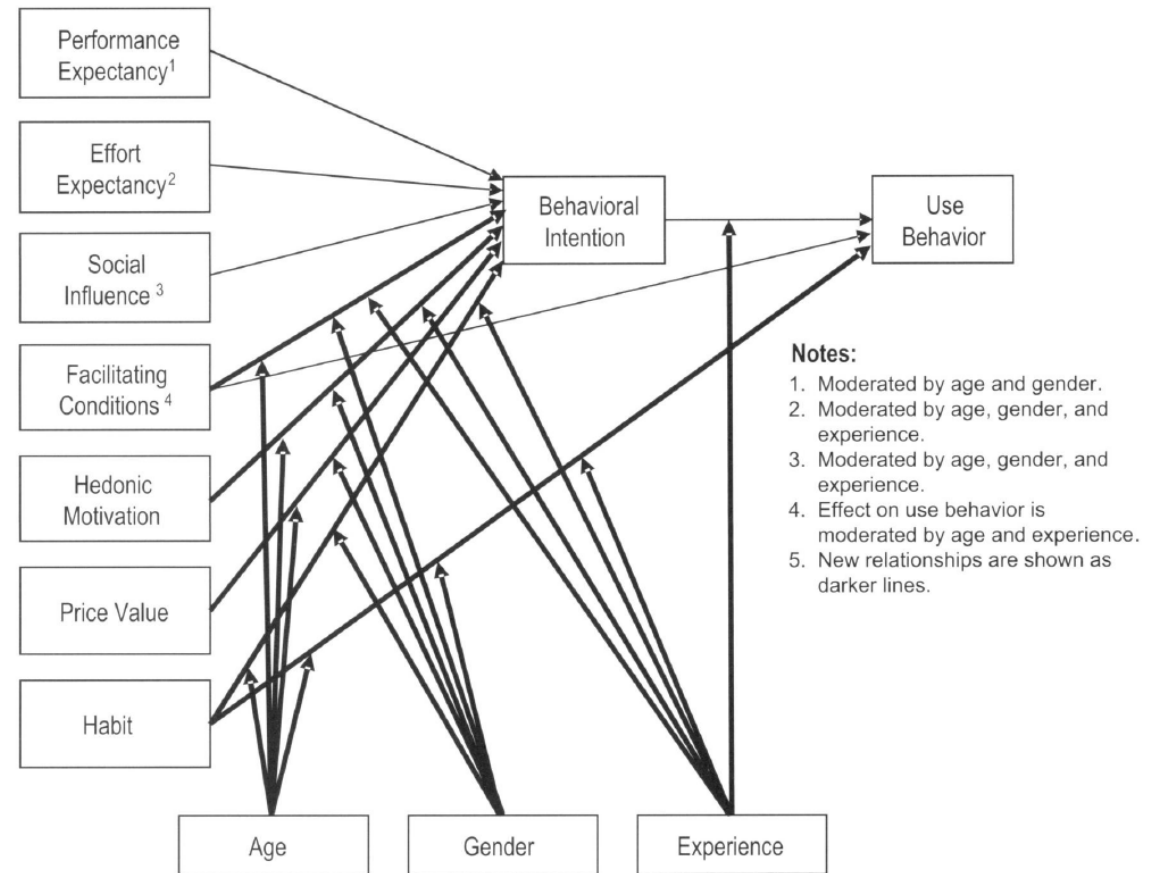 Performance
Expectancy¹
Effort
Expectancy²
Social
Influence ³
Facilitating
Conditions ⁴
Hedonic
Motivation
Price Value
Habit
Behavioral
Intention
Use
Behavior
Notes:
1. Moderated by age and gender.
2. Moderated by age, gender, and
experience.
3. Moderated by age, gender, and
experience.
4. Effect on use behavior is
moderated by age and experience.
5. New relationships are shown as
darker lines.
Age
Gender
Experience